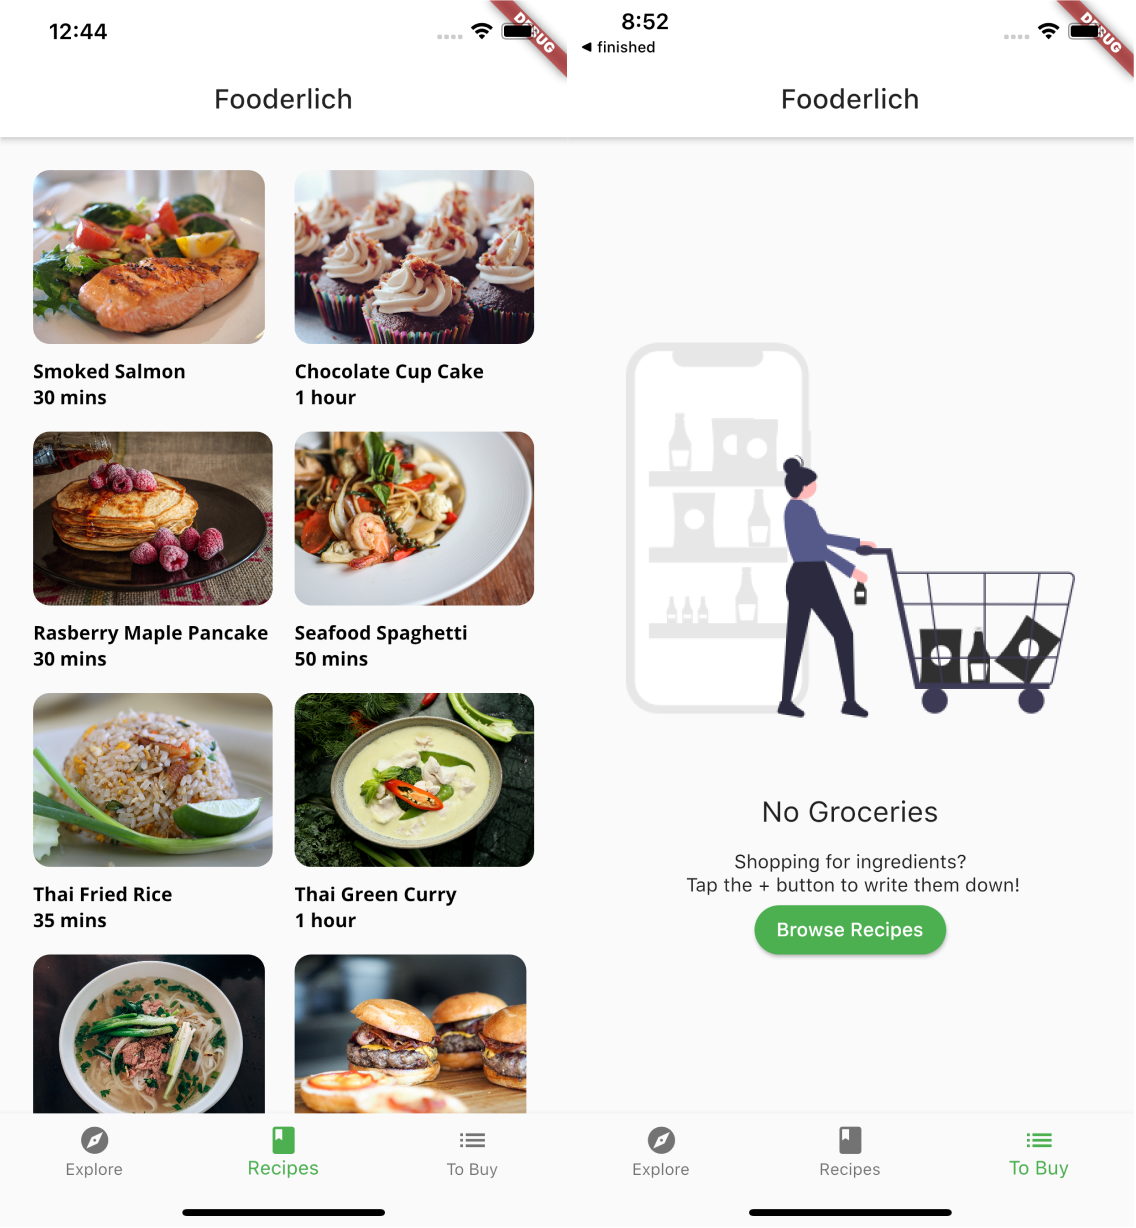 12:44
DEBUG
Fooderlich
Smoked Salmon
30 mins
Chocolate Cup Cake
1 hour
Rasberry Maple Pancake
30 mins
Seafood Spaghetti
50 mins
Thai Fried Rice
35 mins
Thai Green Curry
1 hour
Explore
Recipes
To Buy
8:52
◀ finished
DEBUG
Fooderlich
No Groceries
Shopping for ingredients?
Tap the + button to write them down!
Browse Recipes
Explore
Recipes
To Buy